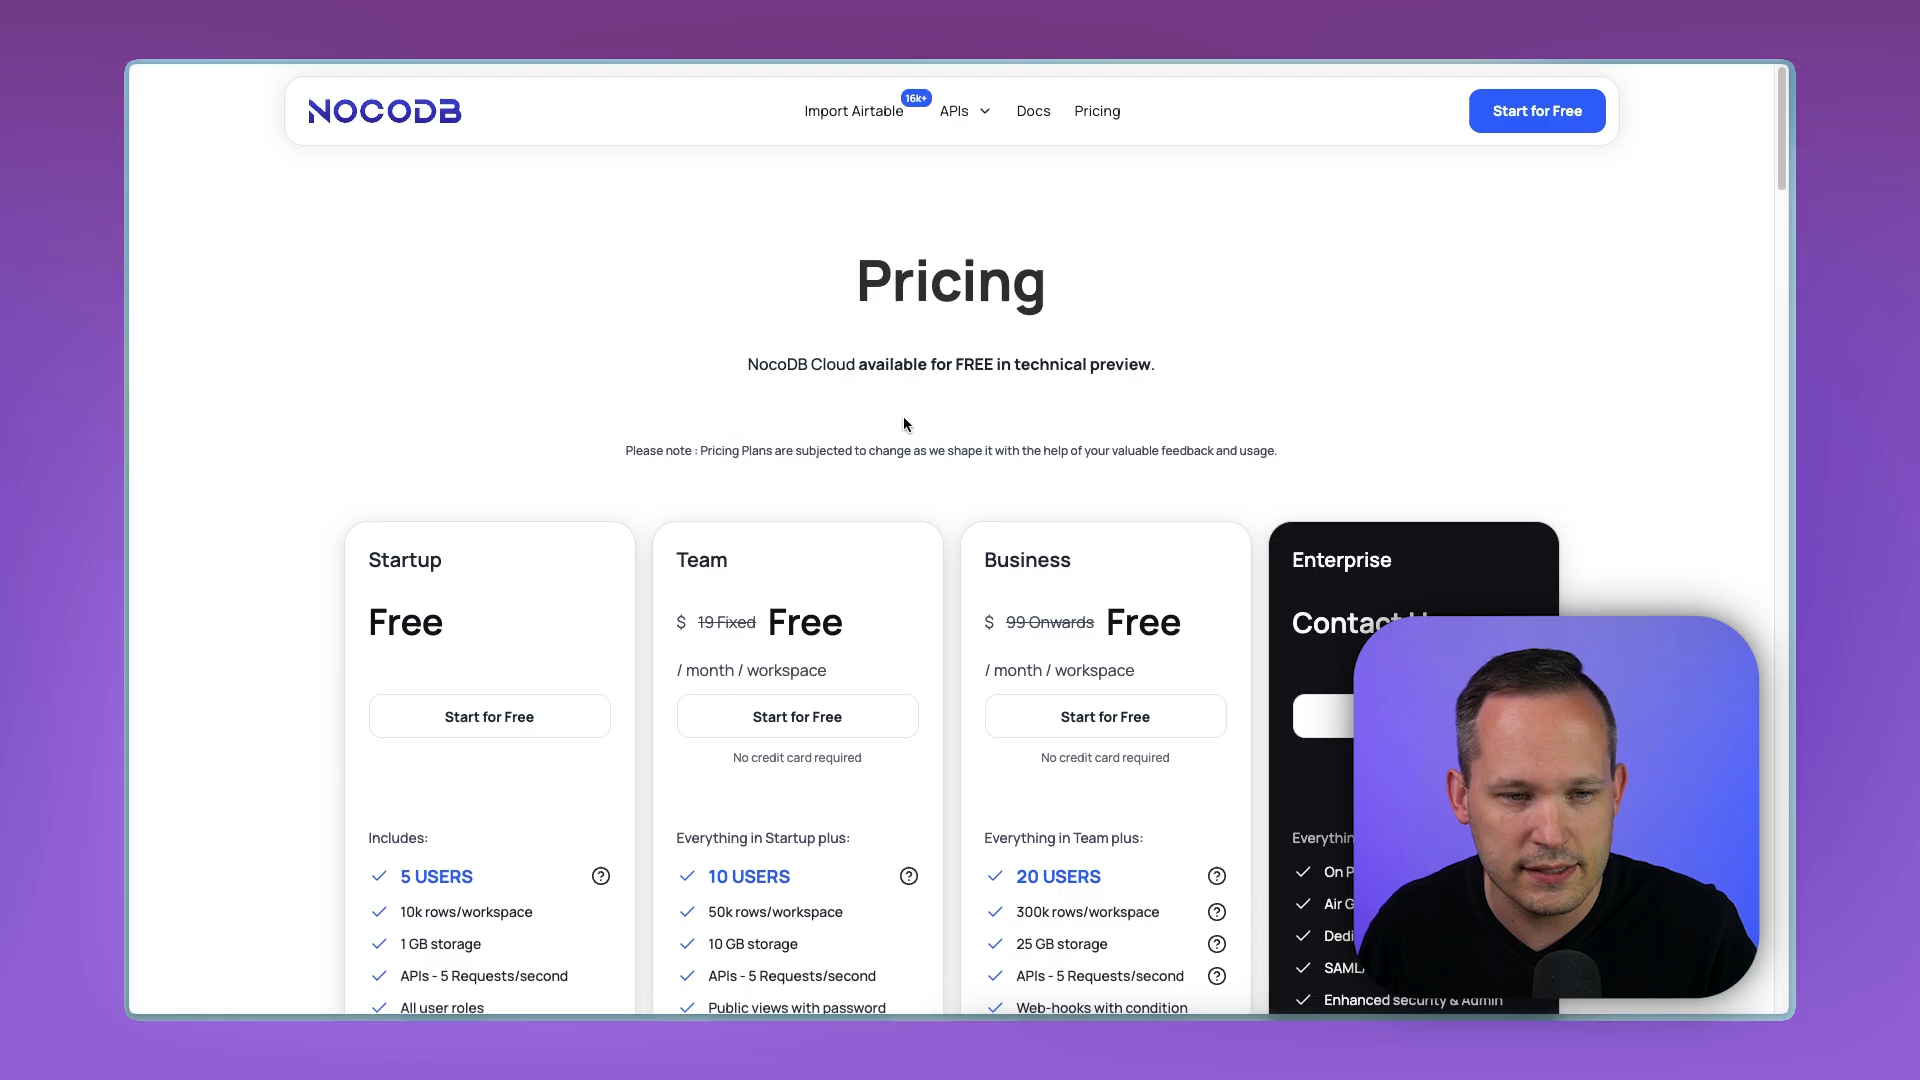 NOCODB
Import Airtable 16k+ APIs Docs Pricing
Start for Free
Pricing
NocoDB Cloud available for FREE in technical preview.
Please note : Pricing Plans are subjected to change as we shape it with the help of your valuable feedback and usage.
Startup
Free
Start for Free
Includes:
5 USERS
10k rows/workspace
1 GB storage
APIs - 5 Requests/second
All user roles
Team
$ 19 Fixed Free
/ month / workspace
Start for Free
No credit card required
Everything in Startup plus:
10 USERS
50k rows/workspace
10 GB storage
APIs - 5 Requests/second
Public views with password
Business
$ 99 Onwards Free
/ month / workspace
Start for Free
No credit card required
Everything in Team plus:
20 USERS
300k rows/workspace
25 GB storage
APIs - 5 Requests/second
Web-hooks with condition
Enterprise
Contact
On
Air
Enhanced security & Admin